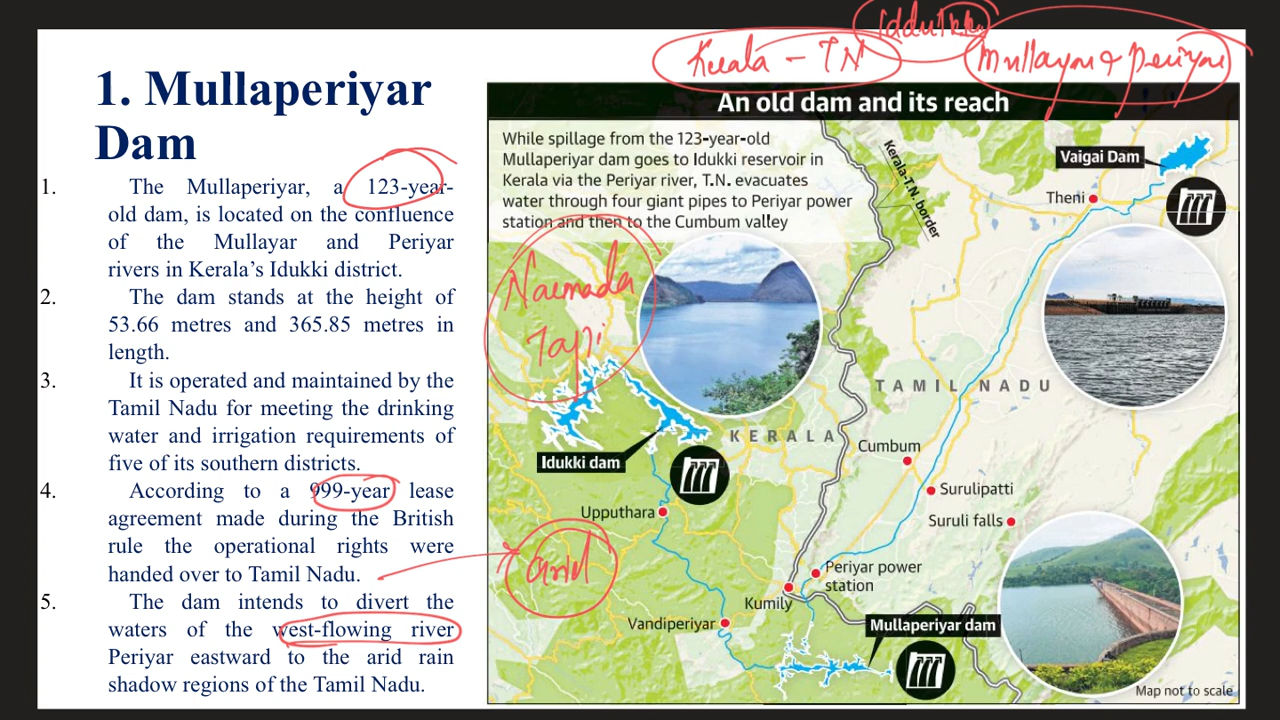 Idduкki
Kerala - TN
Mullayar & Periyar
1. Mullaperiyar
Dam
1. The Mullaperiyar, a 123-year-
old dam, is located on the confluence
of the Mullayar and Periyar
rivers in Kerala's Idukki district.
2. The dam stands at the height of
53.66 metres and 365.85 metres in
length.
3. It is operated and maintained by the
Tamil Nadu for meeting the drinking
water and irrigation requirements of
five of its southern districts.
4. According to a 999-year lease
agreement made during the British
rule the operational rights were
handed over to Tamil Nadu.
5. The dam intends to divert the
waters of the west-flowing river
Periyar eastward to the arid rain
shadow regions of the Tamil Nadu.
An old dam and its reach
While spillage from the 123-year-old
Mullaperiyar dam goes to Idukki reservoir in
Kerala via the Periyar river, T.N. evacuates
water through four giant pipes to Periyar power
station and then to the Cumbum valley
Kerala-T.N. border
Vaigai Dam
Theni
Narmada
Tapi
TAMIL NADU
KERALA
Cumbum
Idukki dam
Surulipatti
Upputhara
Suruli falls
arid
Periyar power
station
Kumily
Vandiperiyar
Mullaperiyar dam
Map not to scale